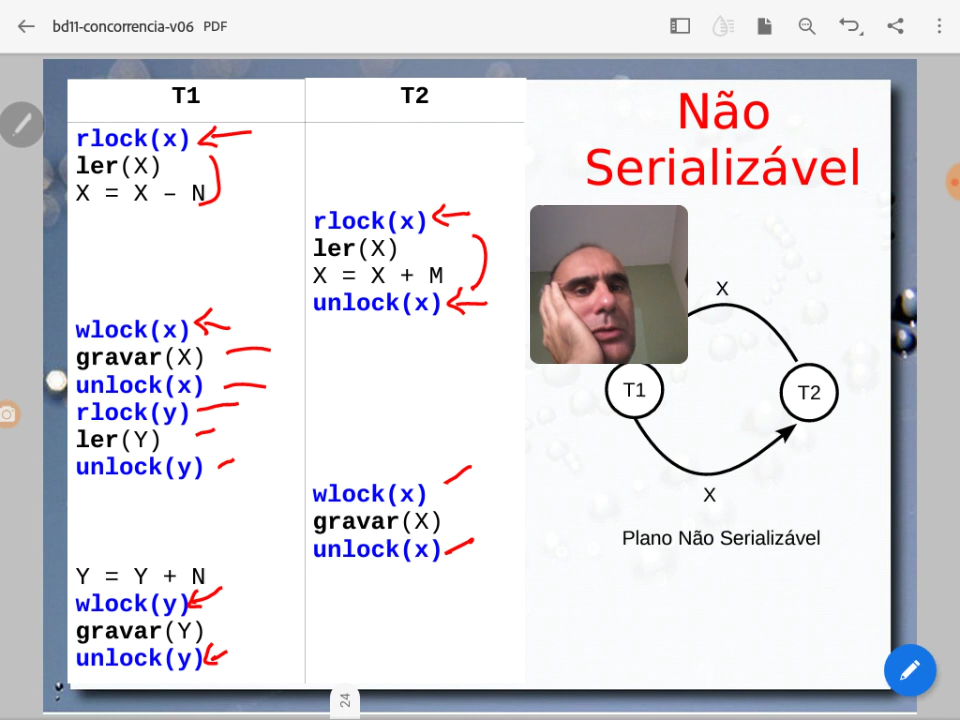 bd11-concorrencia-v06 PDF
T1
T2
rlock(x)
ler(X)
X = X – N
rlock(x)
ler(X)
X = X + M
unlock(x)
wlock(x)
gravar(X)
unlock(x)
rlock(y)
ler(Y)
unlock(y)
wlock(x)
gravar(X)
unlock(x)
Y = Y + N
wlock(y)
gravar(Y)
unlock(y)
Não
Serializável
X
T1
T2
X
Plano Não Serializável
24